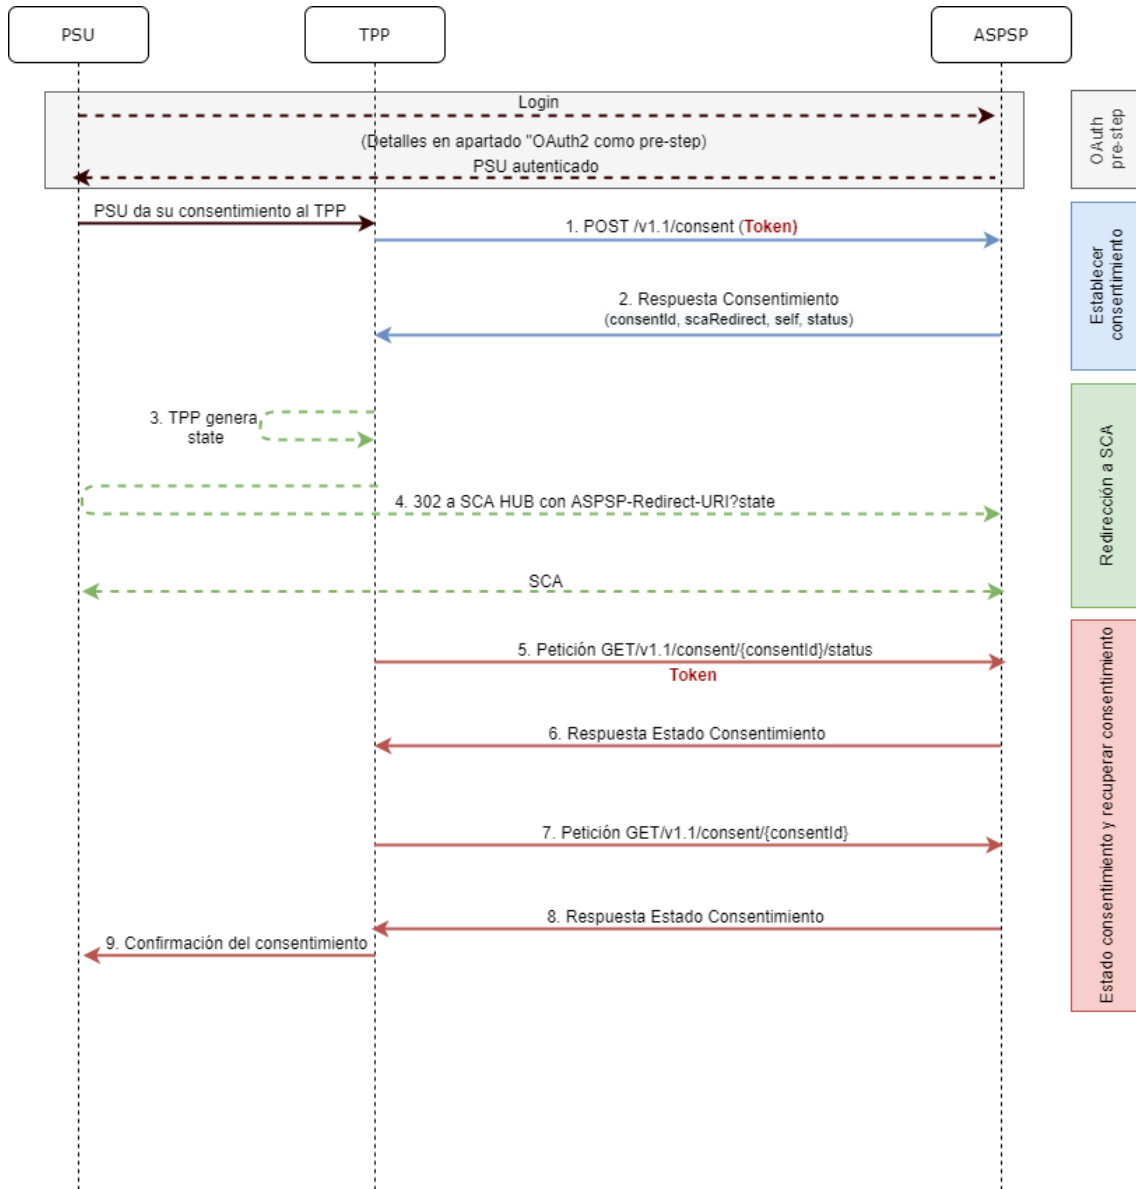 PSU
TPP
ASPSP
Login
(Detalles en apartado "OAuth2 como pre-step)
PSU autenticado
OAuth
pre-step
PSU da su consentimiento al TPP
1. POST /v1.1/consent (Token)
2. Respuesta Consentimiento
(consentId, scaRedirect, self, status)
Establecer
consentimiento
3. TPP genera
state
4. 302 a SCA HUB con ASPSP-Redirect-URI?state
SCA
Redirección a SCA
5. Petición GET/v1.1/consent/{consentId}/status
Token
6. Respuesta Estado Consentimiento
7. Petición GET/v1.1/consent/{consentId}
8. Respuesta Estado Consentimiento
9. Confirmación del consentimiento
Estado consentimiento y recuperar consentimiento